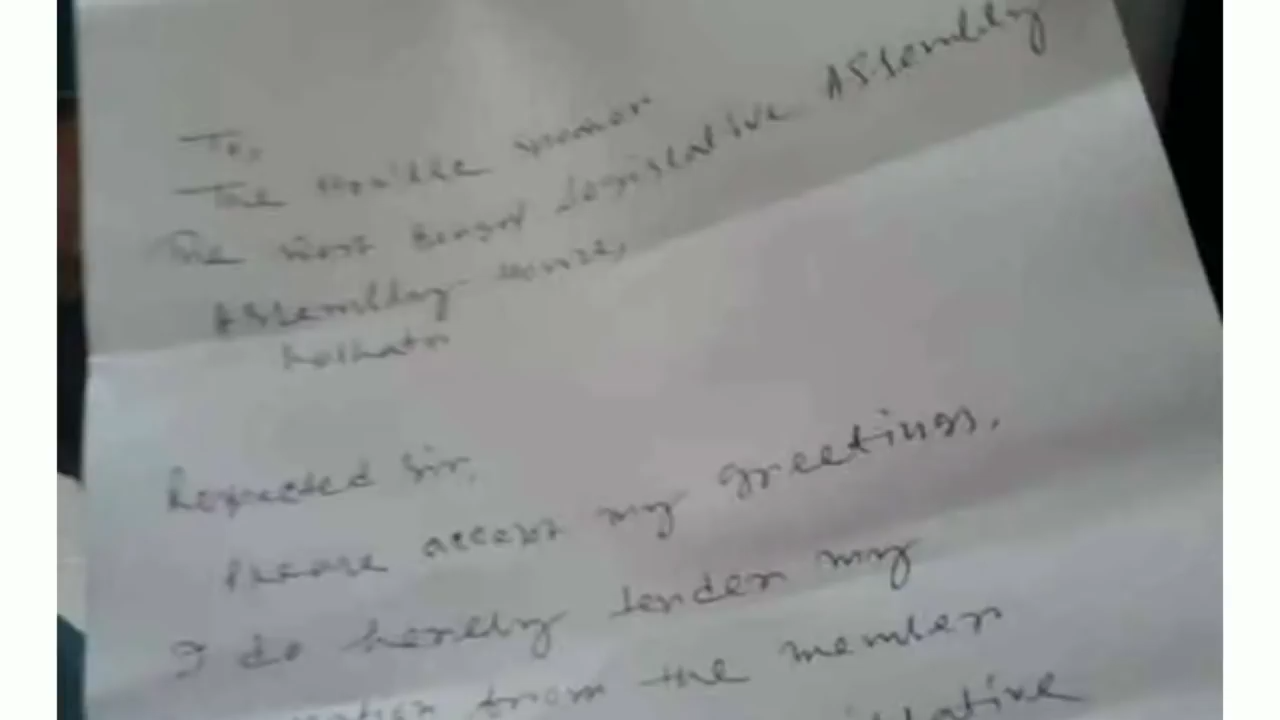 To,
The Hon'ble Speaker
The West Bengal Legislative Assembly
Assembly House,
Kolkata
Respected Sir,
Please accept my greetings.
I do hereby tender my
from the member